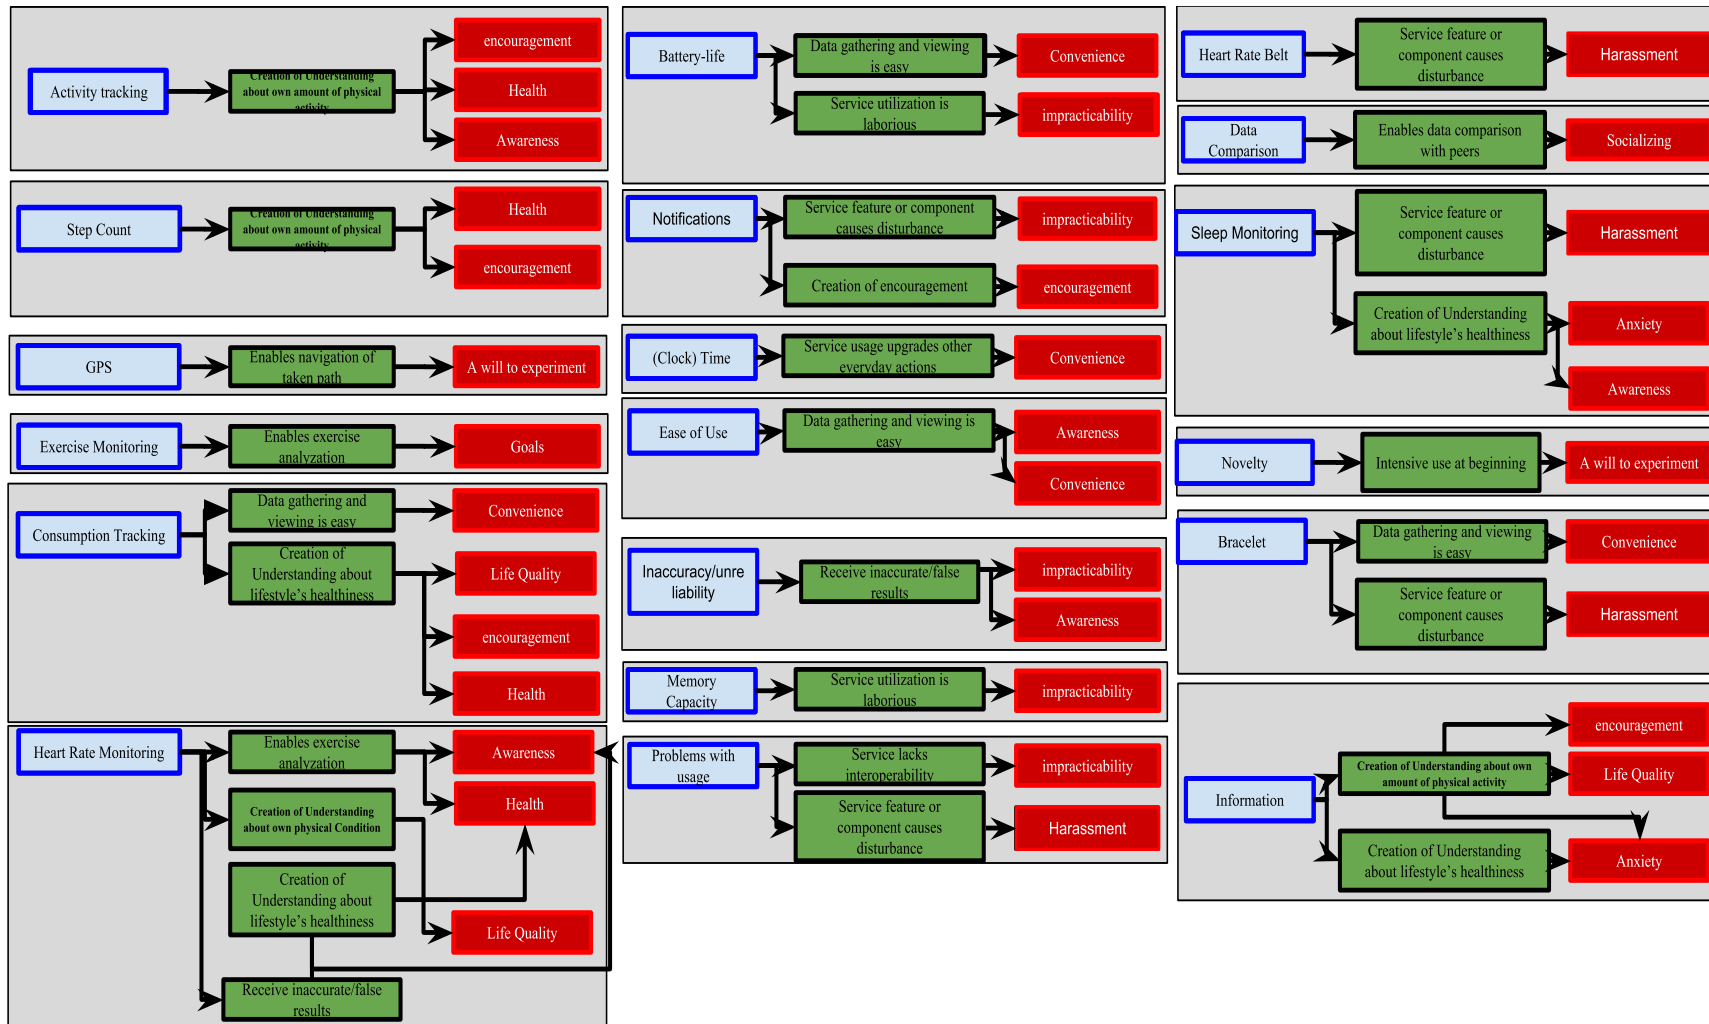 Activity tracking
Creation of Understanding
about own amount of physical
activity
encouragement
Health
Awareness
Step Count
Creation of Understanding
about own amount of physical
activity
Health
encouragement
GPS
Enables navigation of
taken path
A will to experiment
Exercise Monitoring
Enables exercise
analyzation
Goals
Consumption Tracking
Data gathering and
viewing is easy
Creation of
Understanding about
lifestyle’s healthiness
Convenience
Life Quality
encouragement
Health
Heart Rate Monitoring
Enables exercise
analyzation
Creation of Understanding
about own physical Condition
Creation of
Understanding about
lifestyle’s healthiness
Receive inaccurate/false
results
Awareness
Health
Life Quality
Battery-life
Data gathering and viewing
is easy
Service utilization is
laborious
Convenience
impracticability
Notifications
Service feature or component
causes disturbance
Creation of encouragement
impracticability
encouragement
(Clock) Time
Service usage upgrades other
everyday actions
Convenience
Ease of Use
Data gathering and viewing is
easy
Awareness
Convenience
Inaccuracy/unre
liability
Receive inaccurate/false
results
impracticability
Awareness
Memory
Capacity
Service utilization is
laborious
impracticability
Problems with
usage
Service lacks
interoperability
Service feature or
component causes
disturbance
impracticability
Harassment
Heart Rate Belt
Service feature or
component causes
disturbance
Harassment
Data
Comparison
Enables data comparison
with peers
Socializing
Sleep Monitoring
Service feature or
component causes
disturbance
Creation of Understanding
about lifestyle’s healthiness
Harassment
Anxiety
Awareness
Novelty
Intensive use at beginning
A will to experiment
Bracelet
Data gathering and viewing
is easy
Service feature or
component causes
disturbance
Convenience
Harassment
Information
Creation of Understanding about own
amount of physical activity
Creation of Understanding
about lifestyle’s healthiness
encouragement
Life Quality
Anxiety